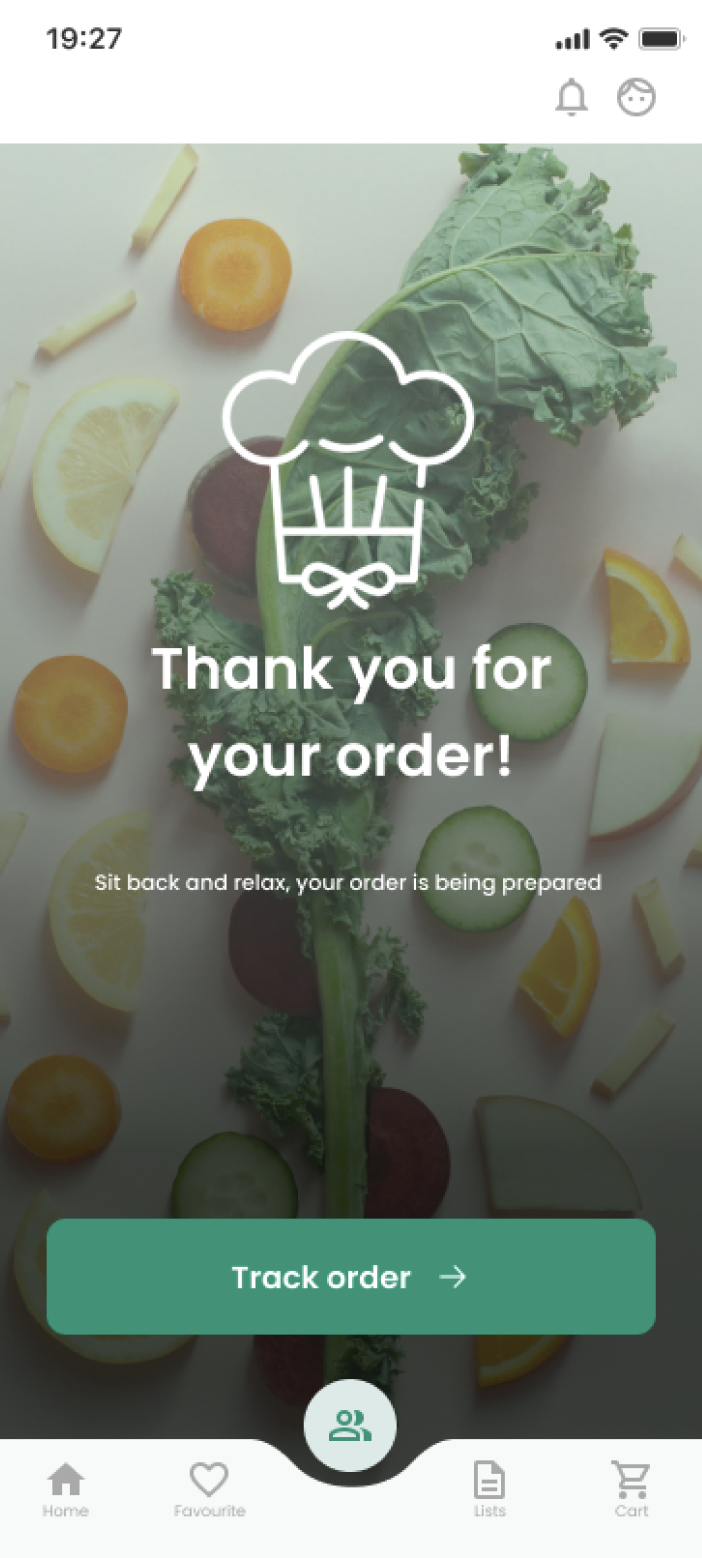 19:27
Thank you for
your order!
Sit back and relax, your order is being prepared
Track order →
Home Favourite Lists Cart